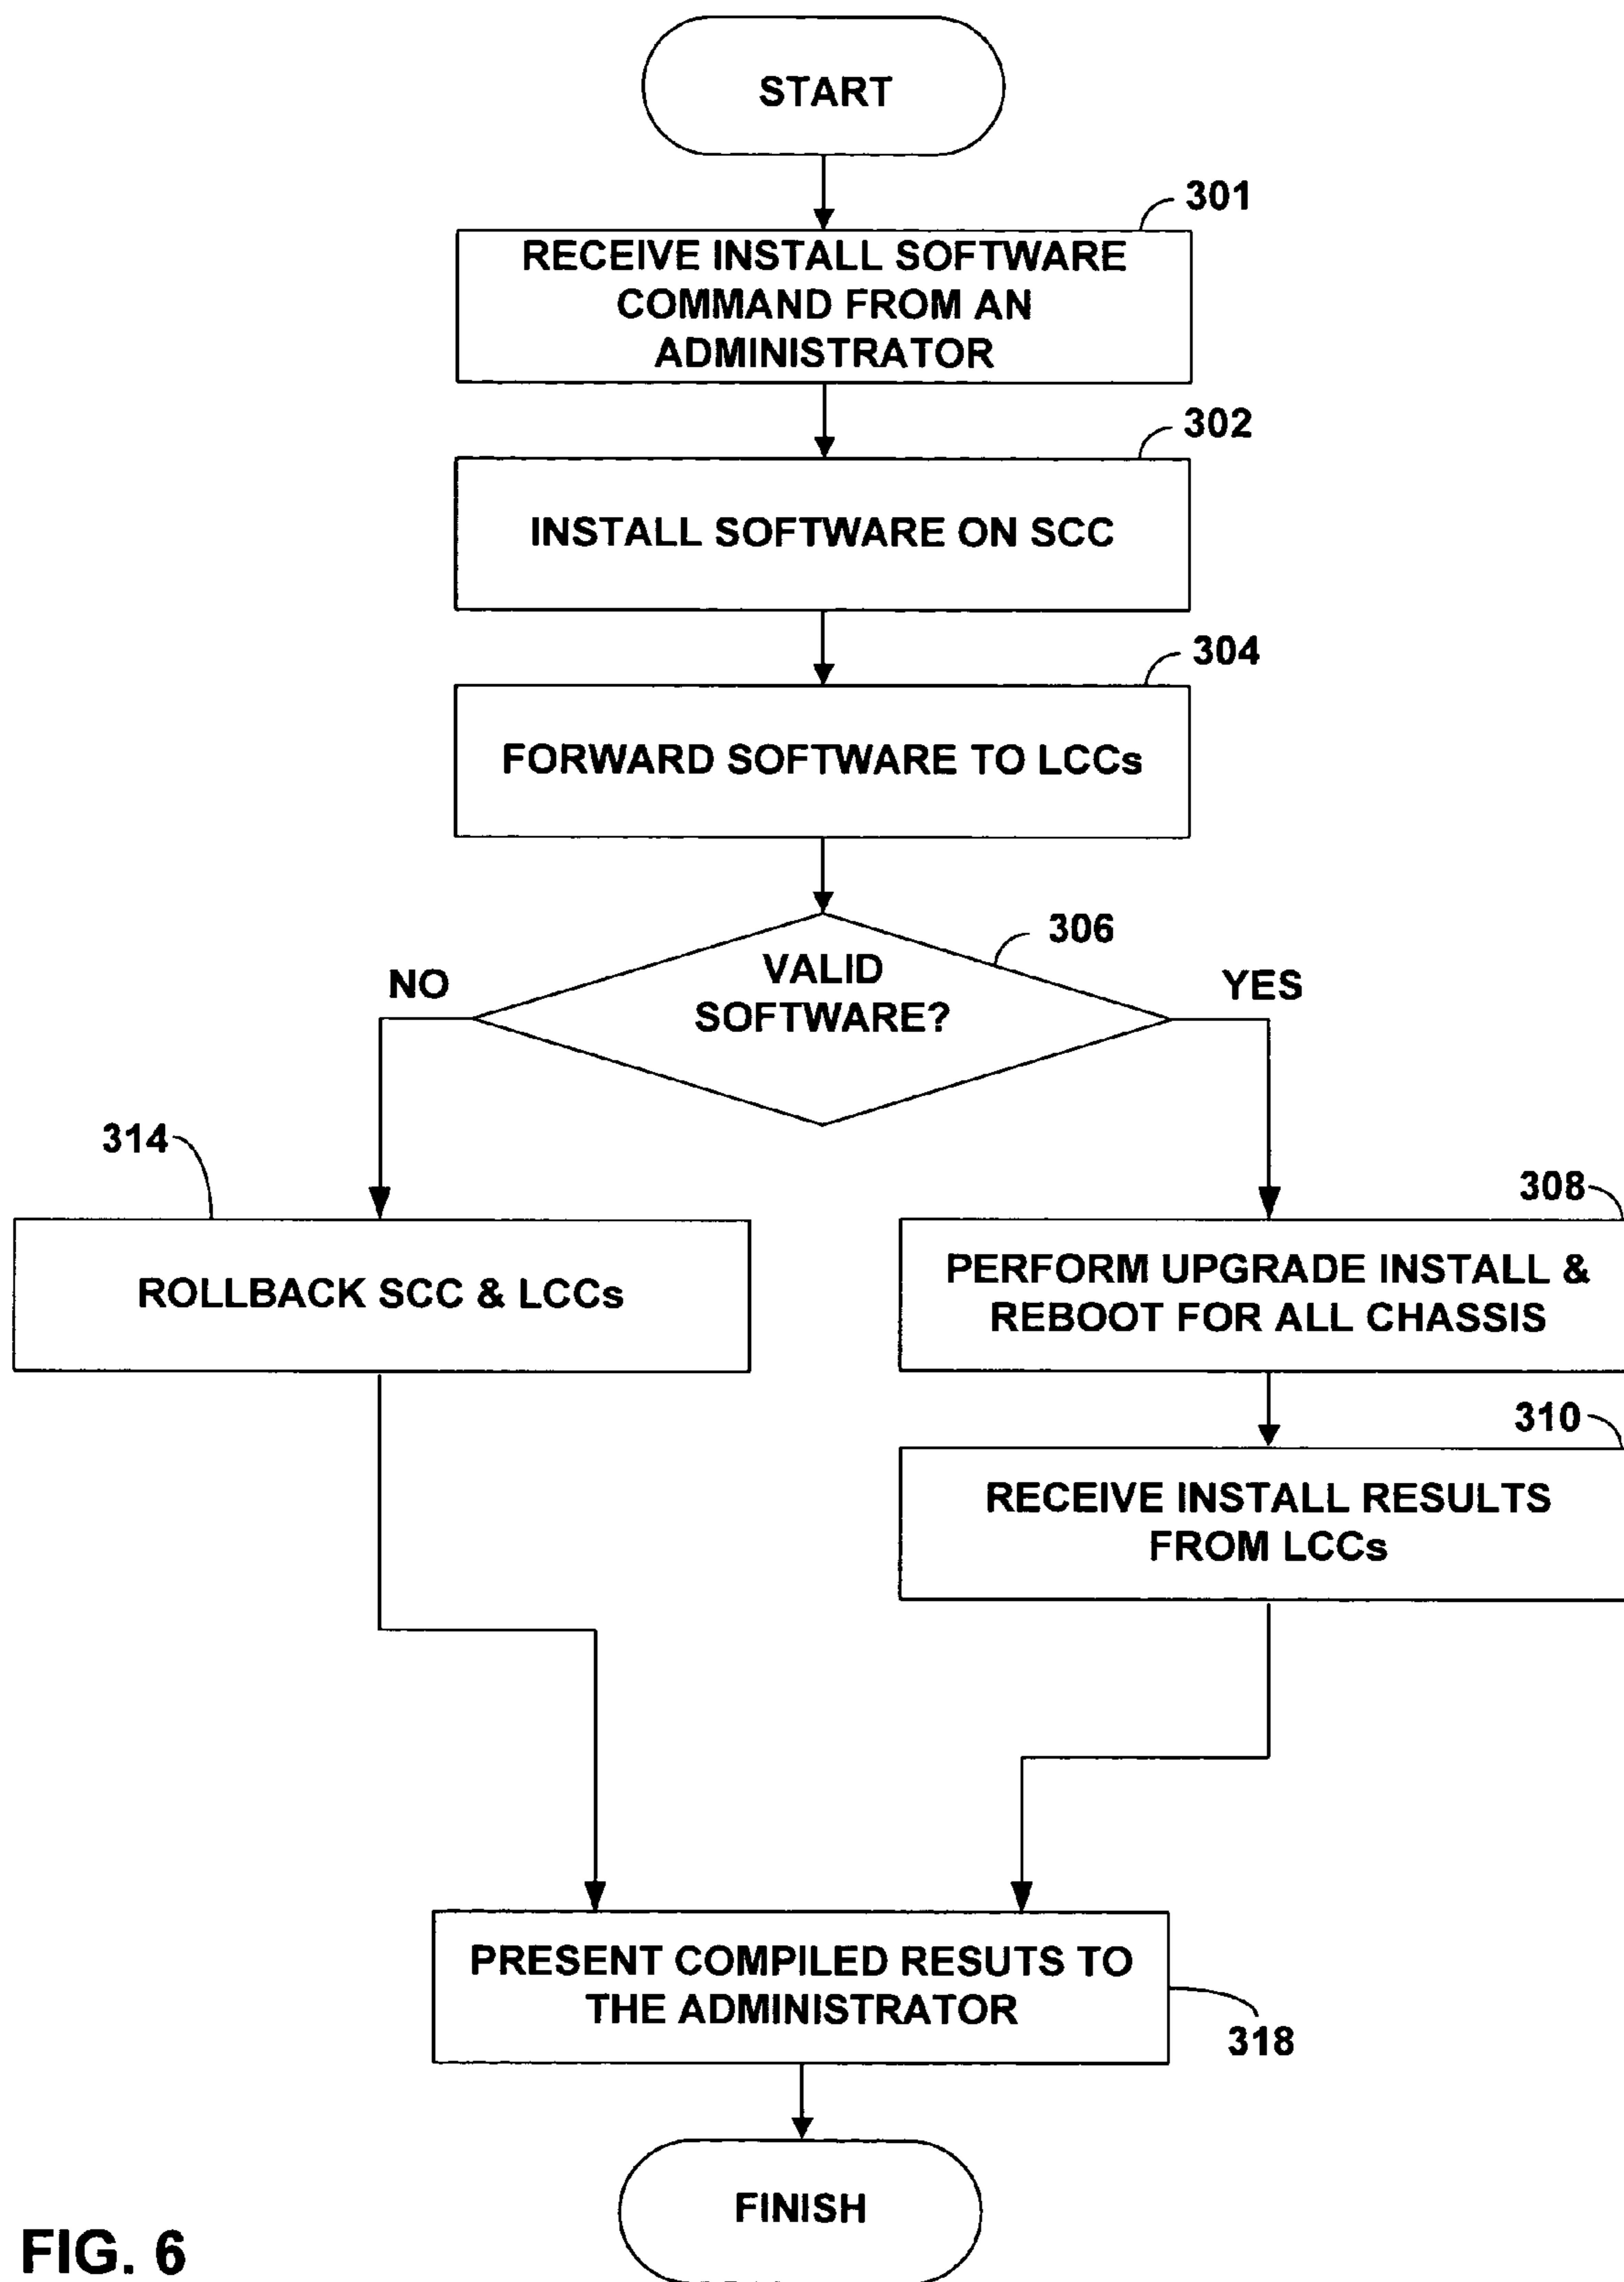 START
301
RECEIVE INSTALL SOFTWARE
COMMAND FROM AN
ADMINISTRATOR
302
INSTALL SOFTWARE ON SCC
304
FORWARD SOFTWARE TO LCCs
306
VALID
SOFTWARE?
NO
YES
314
ROLLBACK SCC & LCCs
308
PERFORM UPGRADE INSTALL &
REBOOT FOR ALL CHASSIS
310
RECEIVE INSTALL RESULTS
FROM LCCs
PRESENT COMPILED RESUTS TO
THE ADMINISTRATOR
318
FINISH
FIG. 6